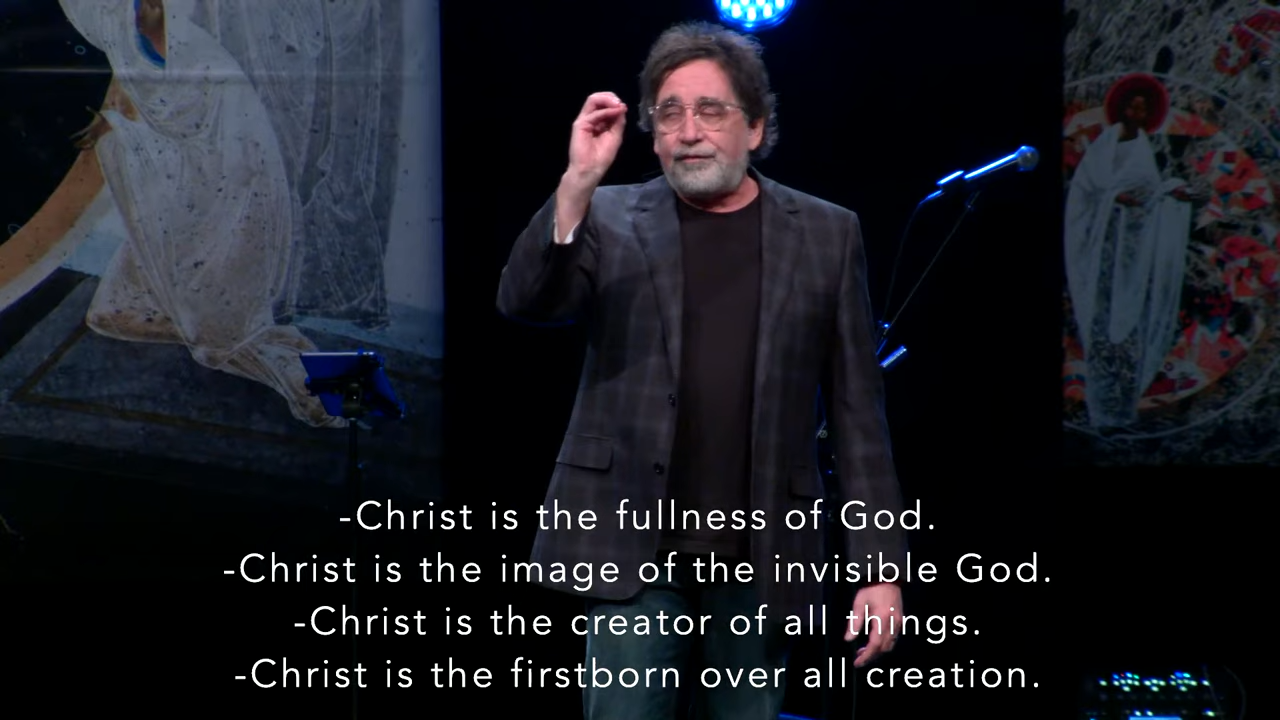 -Christ is the fullness of God.
-Christ is the image of the invisible God.
-Christ is the creator of all things.
-Christ is the firstborn over all creation.